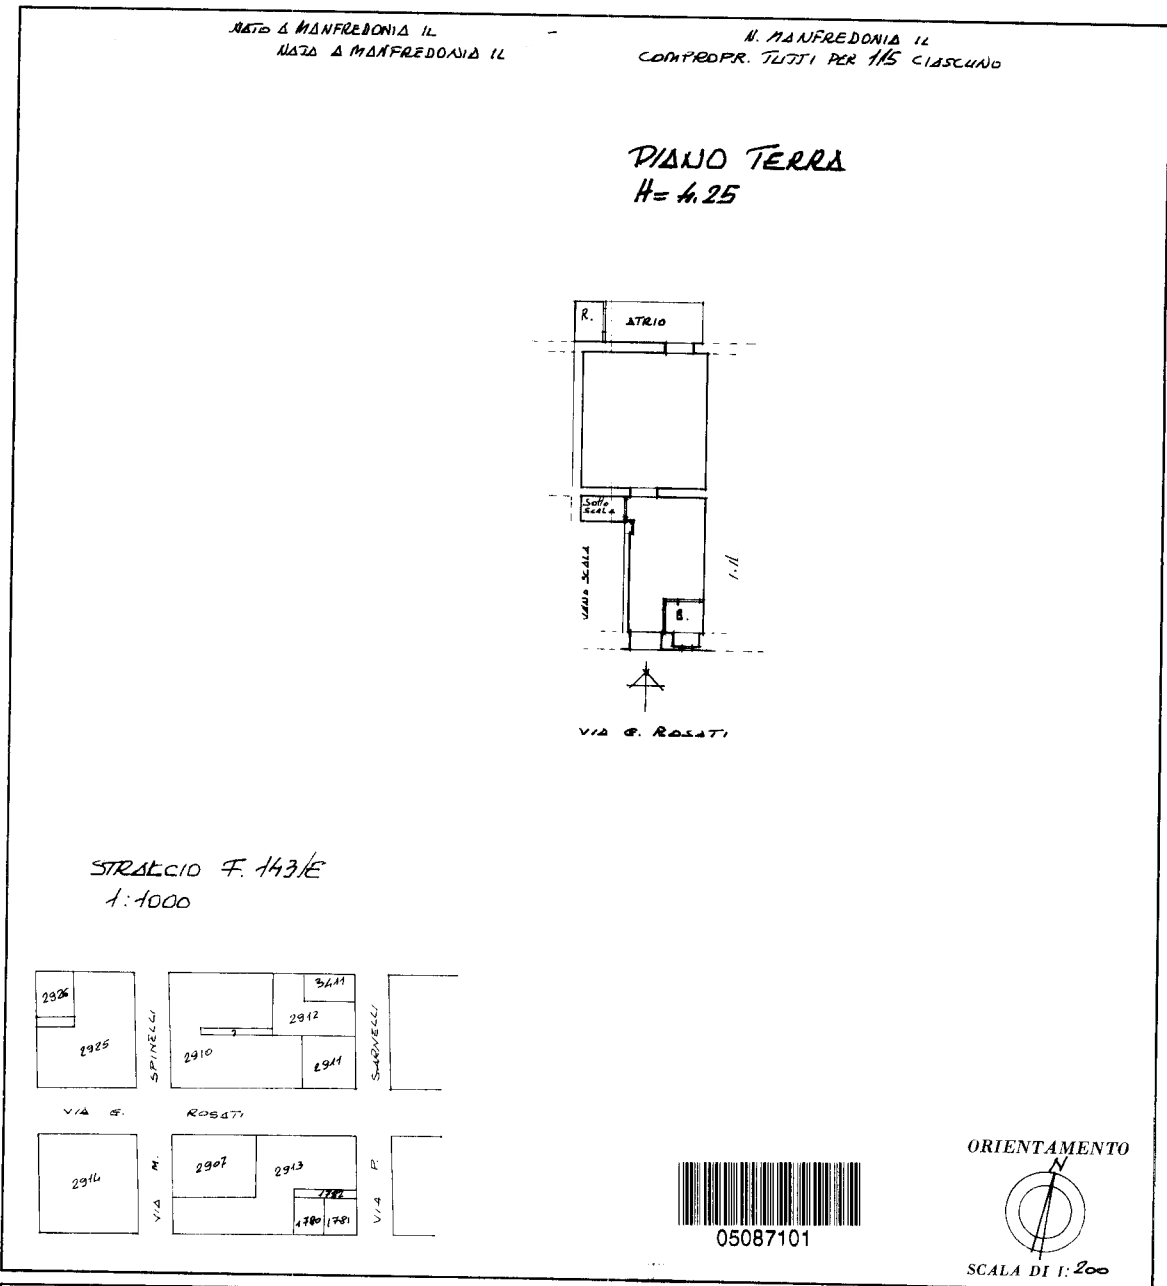 NATO A MANFREDONIA IL
NATA A MANFREDONIA IL
N. MANFREDONIA IL
COMPROPR. TUTTI PER 1/5 CIASCUNO
PIANO TERRA
H= 4.25
R.
ATRIO
Sotto
SCALA
VANO SCALA
B.
VIA G. ROSATI
STRALCIO F. 143/E
1:1000
2926
2925
SPINELLI
3411
2912
2910
2911
SARNELLI
VIA G. ROSATI
2914
VIA M.
2907
2913
1782
1780
1781
VIA P.
05087101
ORIENTAMENTO
N
SCALA DI 1: 200